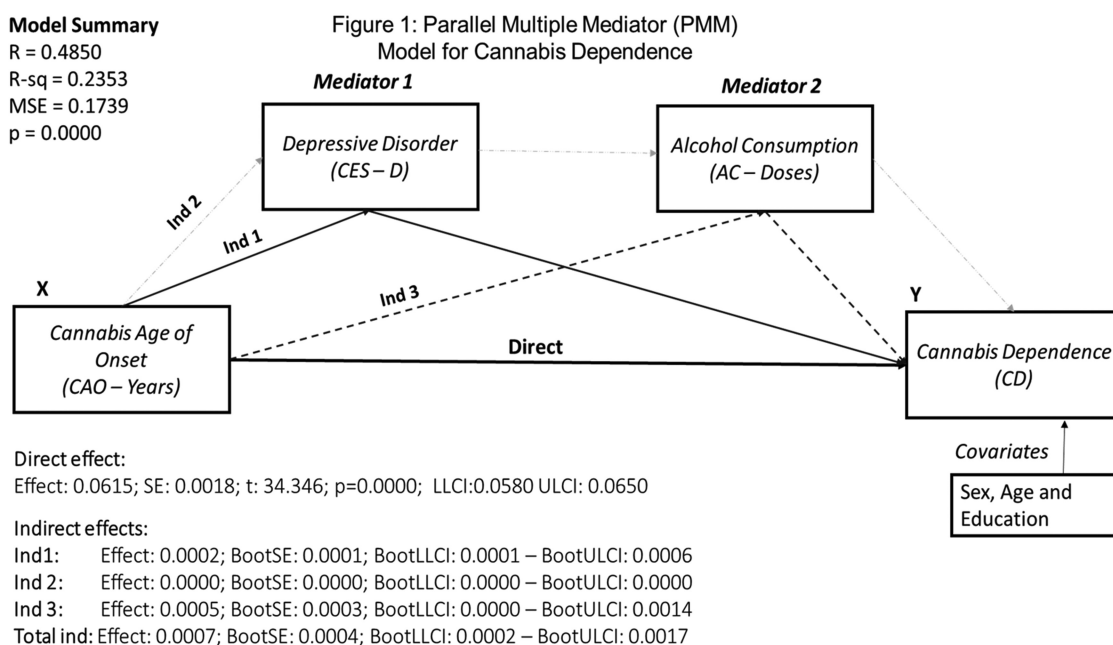 Model Summary
R = 0.4850
R-sq = 0.2353
MSE = 0.1739
p = 0.0000
Figure 1: Parallel Multiple Mediator (PMM)
Model for Cannabis Dependence
Mediator 1
Mediator 2
Depressive Disorder
(CES – D)
Alcohol Consumption
(AC – Doses)
Ind 2
Ind 1
Ind 3
X
Y
Cannabis Age of
Onset
(CAO – Years)
Direct
Cannabis Dependence
(CD)
Covariates
Sex, Age and
Education
Direct effect:
Effect: 0.0615; SE: 0.0018; t: 34.346; p=0.0000; LLCI:0.0580 ULCI: 0.0650
Indirect effects:
Ind1: Effect: 0.0002; BootSE: 0.0001; BootLLCI: 0.0001 – BootULCI: 0.0006
Ind 2: Effect: 0.0000; BootSE: 0.0000; BootLLCI: 0.0000 – BootULCI: 0.0000
Ind 3: Effect: 0.0005; BootSE: 0.0003; BootLLCI: 0.0000 – BootULCI: 0.0014
Total ind: Effect: 0.0007; BootSE: 0.0004; BootLLCI: 0.0002 – BootULCI: 0.0017